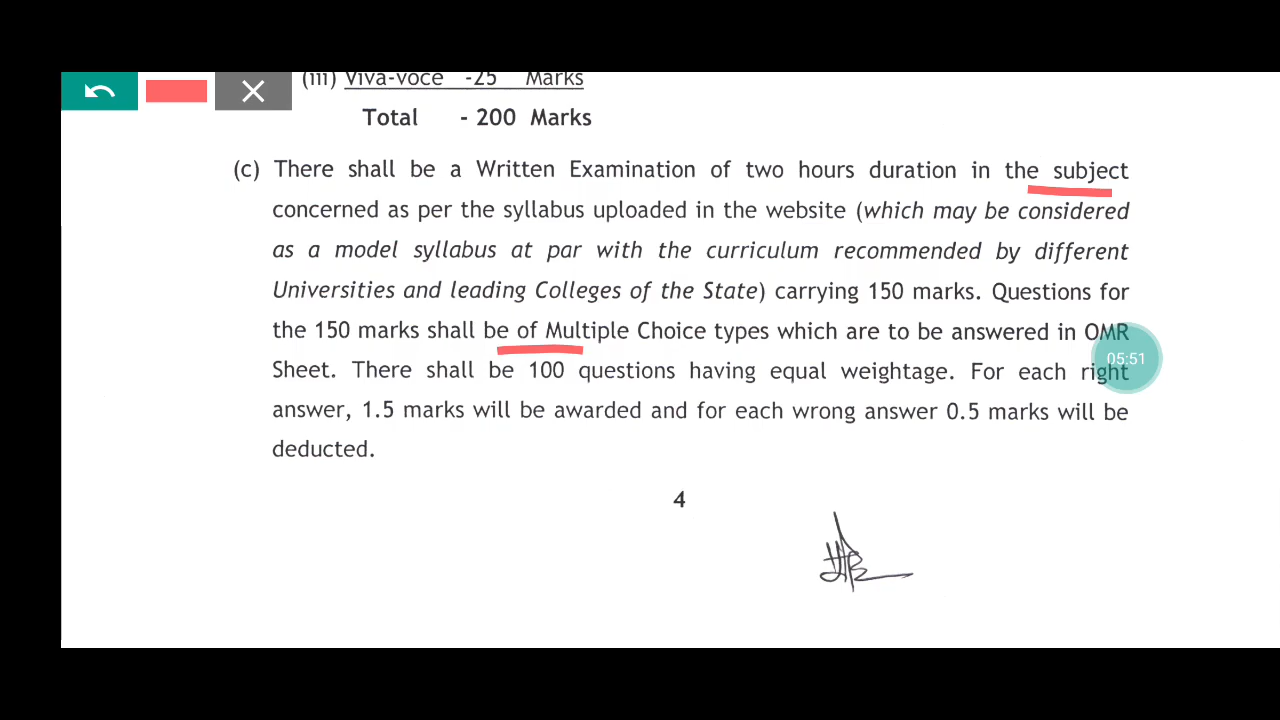 (iii) Viva-voce -25 Marks
Total - 200 Marks
(c) There shall be a Written Examination of two hours duration in the subject
concerned as per the syllabus uploaded in the website (which may be considered
as a model syllabus at par with the curriculum recommended by different
Universities and leading Colleges of the State) carrying 150 marks. Questions for
the 150 marks shall be of Multiple Choice types which are to be answered in OMR
05:51
Sheet. There shall be 100 questions having equal weightage. For each right
answer, 1.5 marks will be awarded and for each wrong answer 0.5 marks will be
deducted.
4